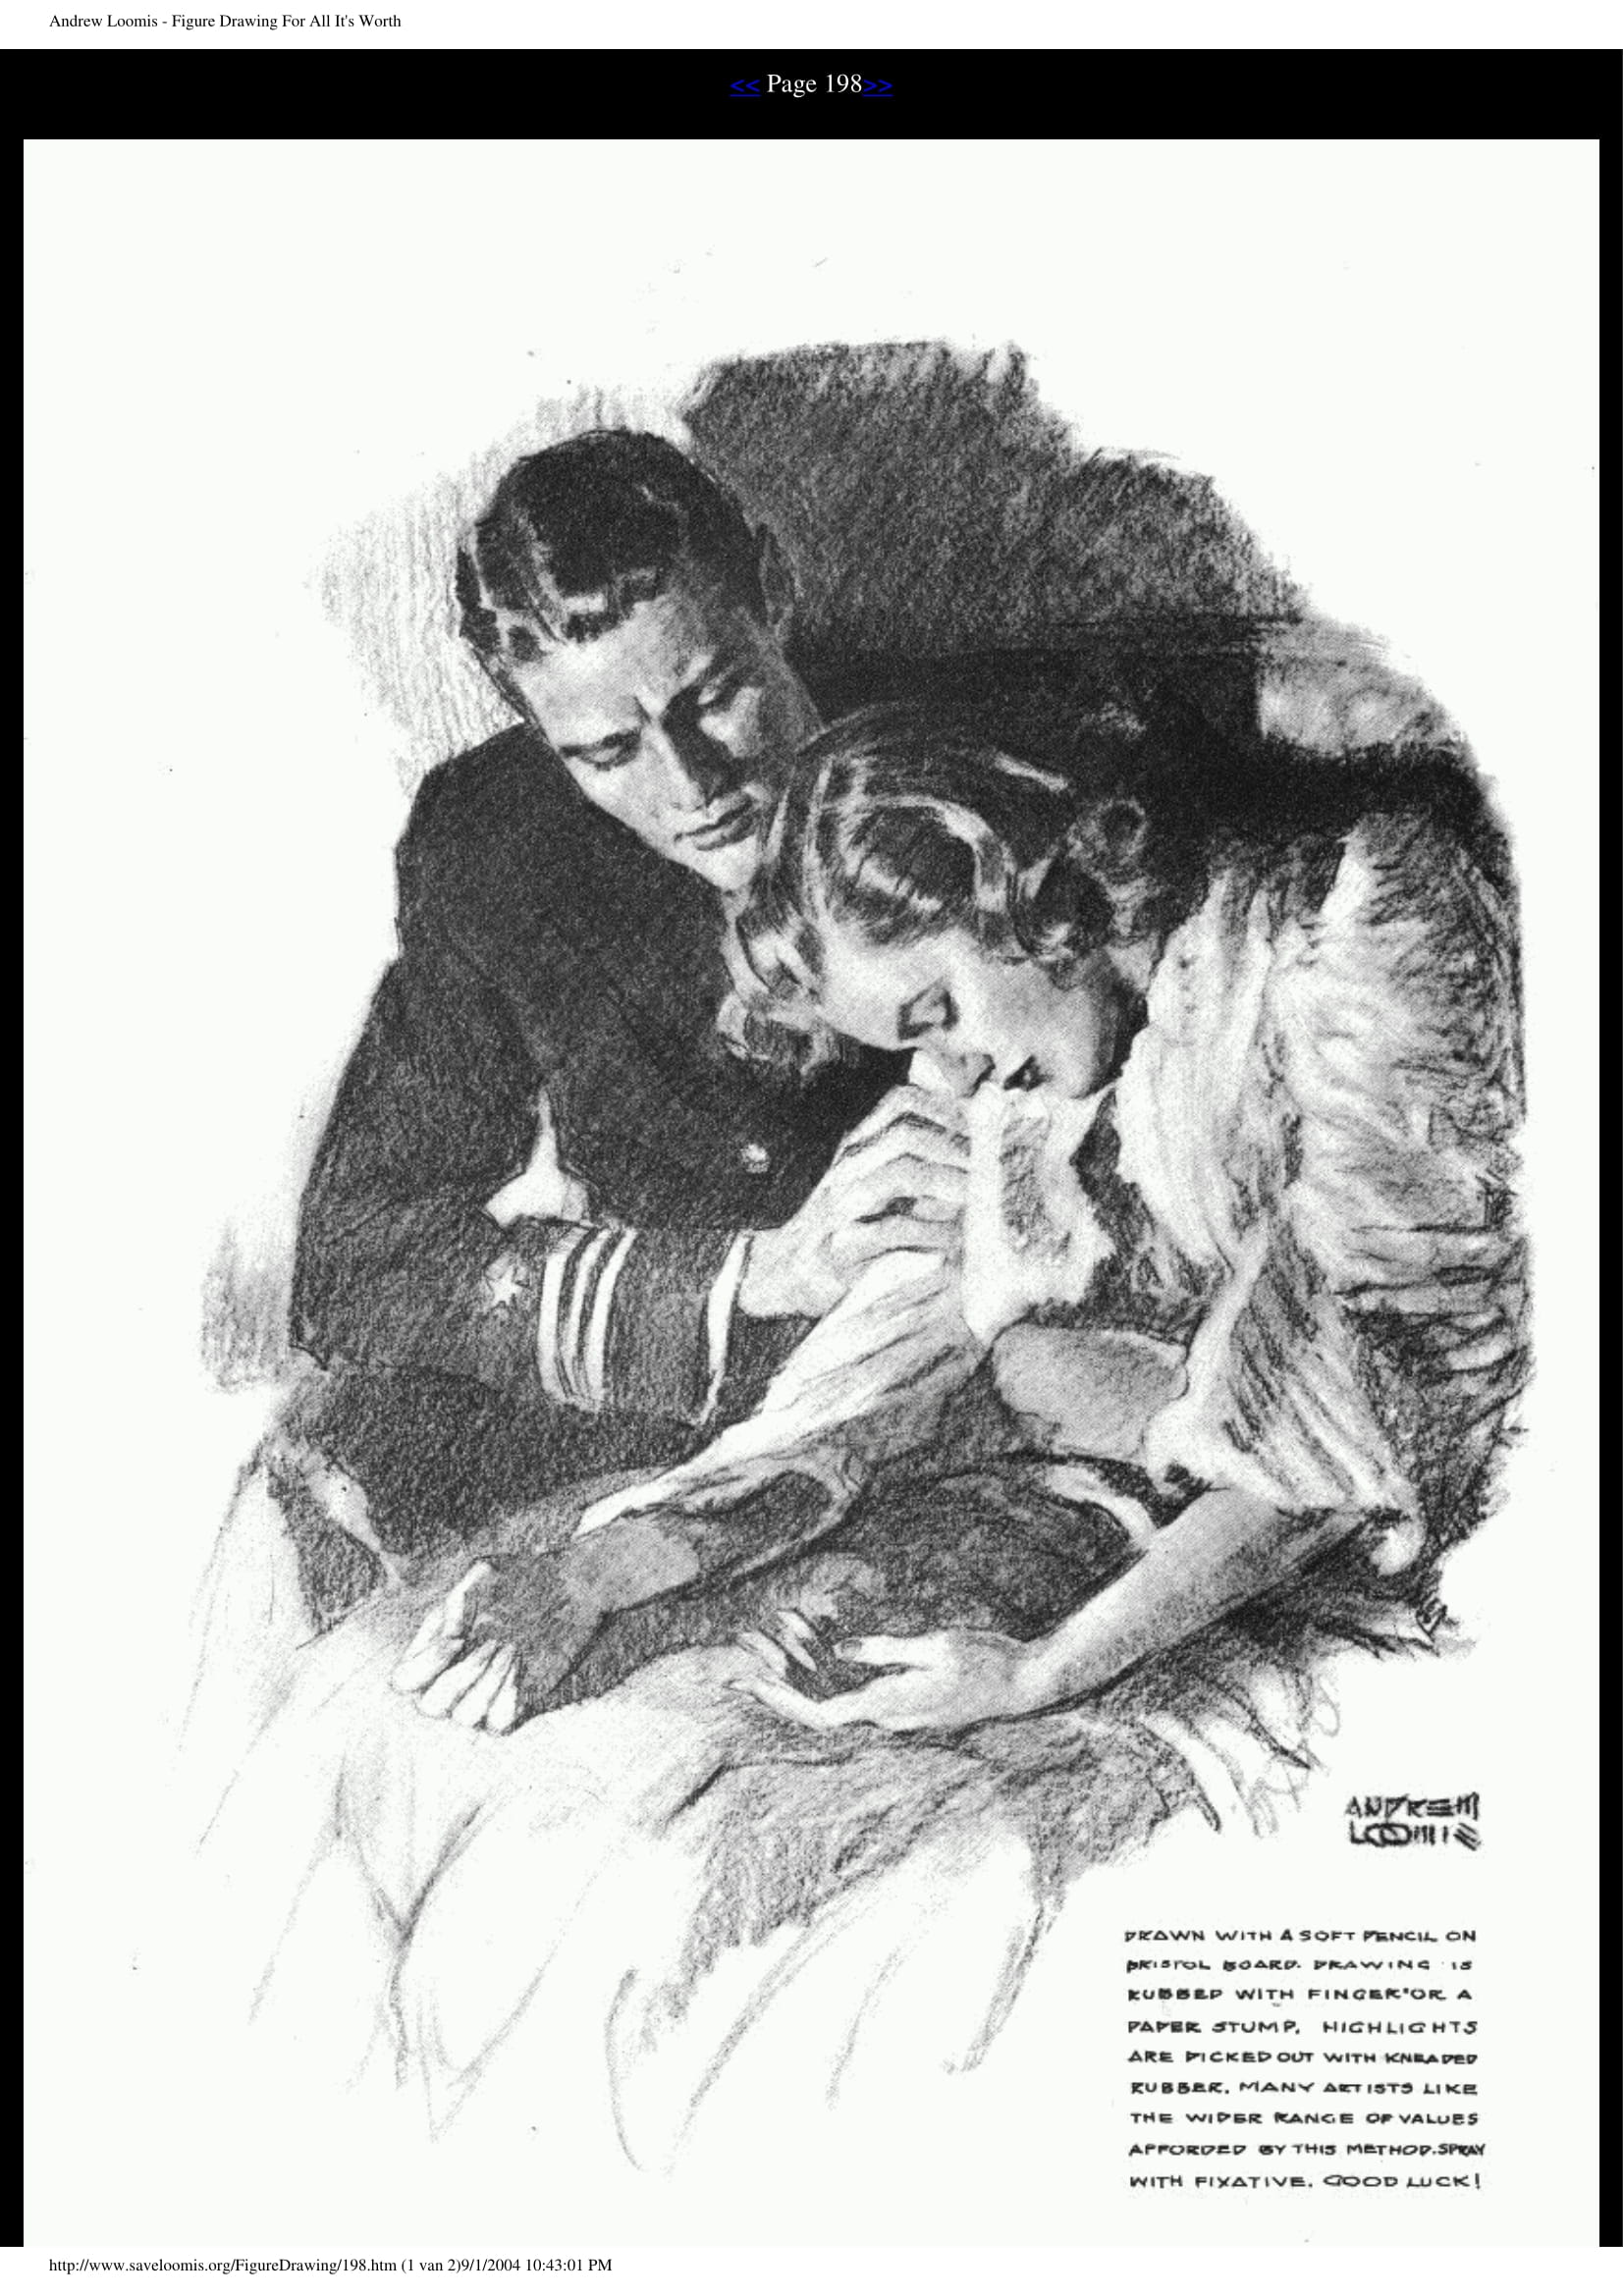 Andrew Loomis - Figure Drawing For All It's Worth
<< Page 198>>
ANDREW
LOOMIS
DRAWN WITH A SOFT PENCIL ON
BRISTOL BOARD. DRAWING IS
RUBBED WITH FINGER OR A
PAPER STUMP. HIGHLIGHTS
ARE PICKED OUT WITH KNEADED
RUBBER. MANY ARTISTS LIKE
THE WIDER RANGE OF VALUES
AFFORDED BY THIS METHOD. SPRAY
WITH FIXATIVE. GOOD LUCK!
http://www.saveloomis.org/FigureDrawing/198.htm (1 van 2)9/1/2004 10:43:01 PM